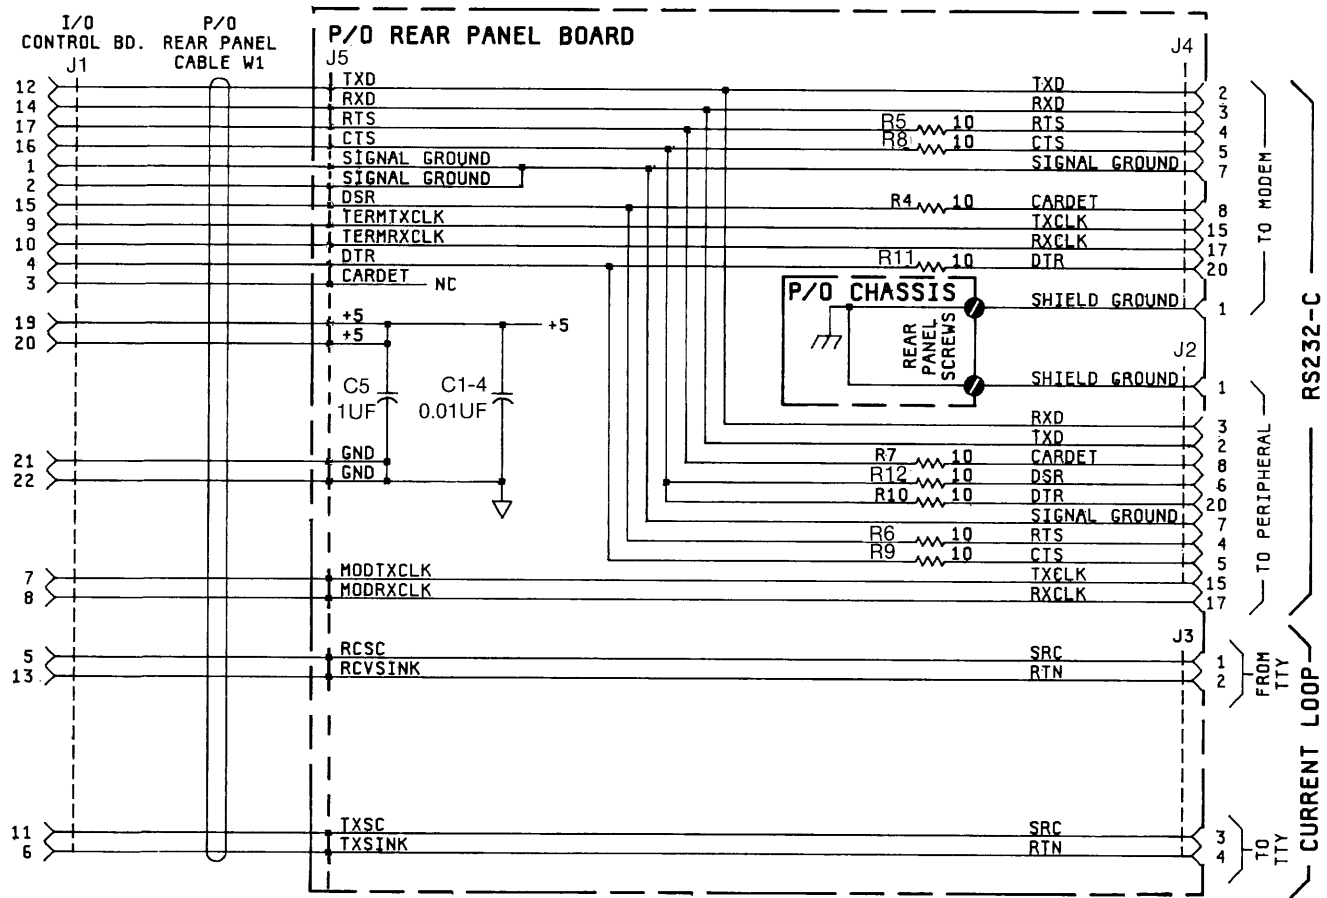 I/O
CONTROL BD.
J1
P/O
REAR PANEL
CABLE W1
P/O REAR PANEL BOARD
J5
J4
12 TXD TXD 2
14 RXD RXD 3
17 RTS R5 10 RTS 4
16 CTS R8 10 CTS 5
1 SIGNAL GROUND SIGNAL GROUND 7
2 SIGNAL GROUND
15 DSR R4 10 CARDET 8
9 TERMTXCLK TXCLK 15
10 TERMRXCLK RXCLK 17
4 DTR R11 10 DTR 20
3 CARDET NC
P/O CHASSIS
SHIELD GROUND 1
TO MODEM
19 +5 +5
20 +5
REAR
PANEL
SCREWS
J2
SHIELD GROUND 1
C5
1UF
C1-4
0.01UF
RXD 3
TXD 2
21 GND R7 10 CARDET 8
22 GND R12 10 DSR 6
R10 10 DTR 20
SIGNAL GROUND 7
R6 10 RTS 4
R9 10 CTS 5
7 MODTXCLK TXCLK 15
8 MODRXCLK RXCLK 17
TO PERIPHERAL
RS232-C
J3
5 RCSC SRC 1
13 RCVSINK RTN 2
FROM
TTY
11 TXSC SRC 3
6 TXSINK RTN 4
TO
TTY
CURRENT LOOP